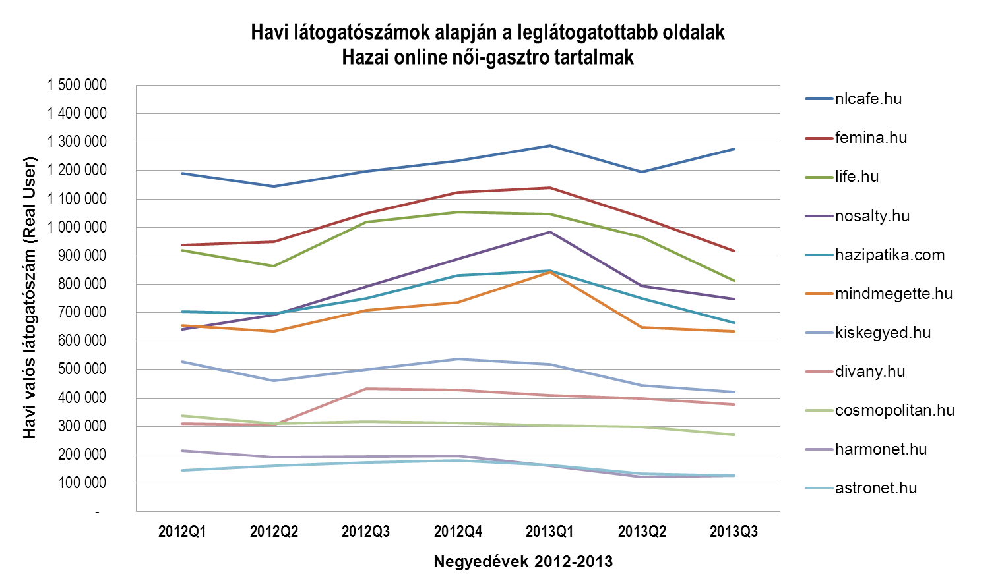 Havi látogatószámok alapján a leglátogatottabb oldalak
Hazai online női-gasztro tartalmak
Havi valós látogatószám (Real User)
1 500 000
1 400 000
1 300 000
1 200 000
1 100 000
1 000 000
900 000
800 000
700 000
600 000
500 000
400 000
300 000
200 000
100 000
-
2012Q1 2012Q2 2012Q3 2012Q4 2013Q1 2013Q2 2013Q3
Negyedévek 2012-2013
nlcafe.hu
femina.hu
life.hu
nosalty.hu
hazipatika.com
mindmegette.hu
kiskegyed.hu
divany.hu
cosmopolitan.hu
harmonet.hu
astronet.hu